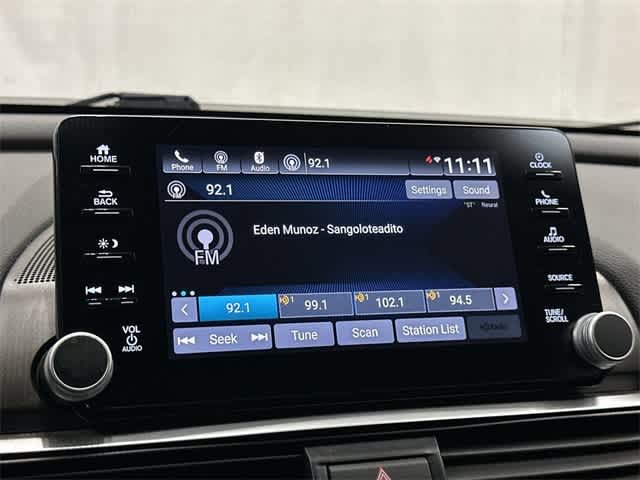 HOME
BACK
VOL
AUDIO
Phone FM Audio 92.1 11:11
92.1 Settings Sound
"ST" Neural
FM
Eden Munoz - Sangoloteadito
92.1 99.1 102.1 94.5
Seek Tune Scan Station List
CLOCK
PHONE
AUDIO
SOURCE
TUNE/
SCROLL